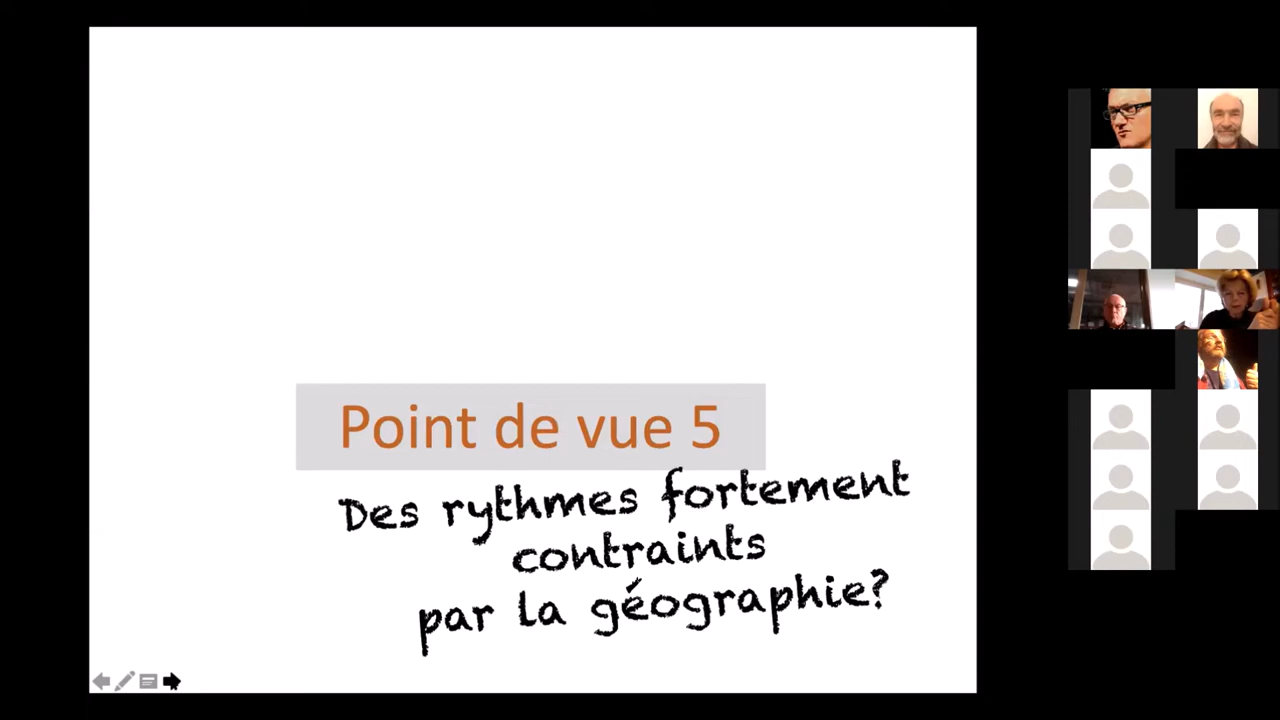 Point de vue 5
Des rythmes fortement
contraints
par la géographie?